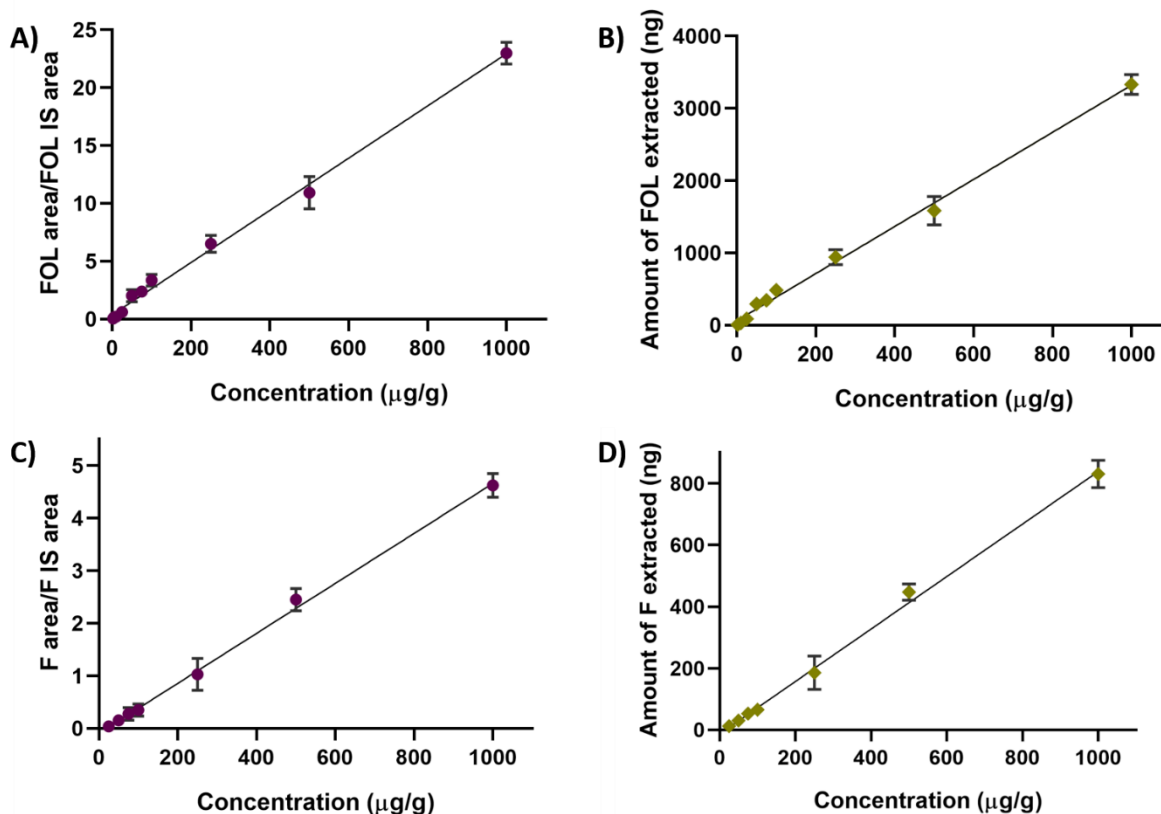 A)
FOL area/FOL IS area
25
20
15
10
5
0
0 200 400 600 800 1000
Concentration (μg/g)
B)
Amount of FOL extracted (ng)
4000
3000
2000
1000
0
0 200 400 600 800 1000
Concentration (μg/g)
C)
F area/F IS area
5
4
3
2
1
0
0 200 400 600 800 1000
Concentration (μg/g)
D)
Amount of F extracted (ng)
800
600
400
200
0
0 200 400 600 800 1000
Concentration (μg/g)